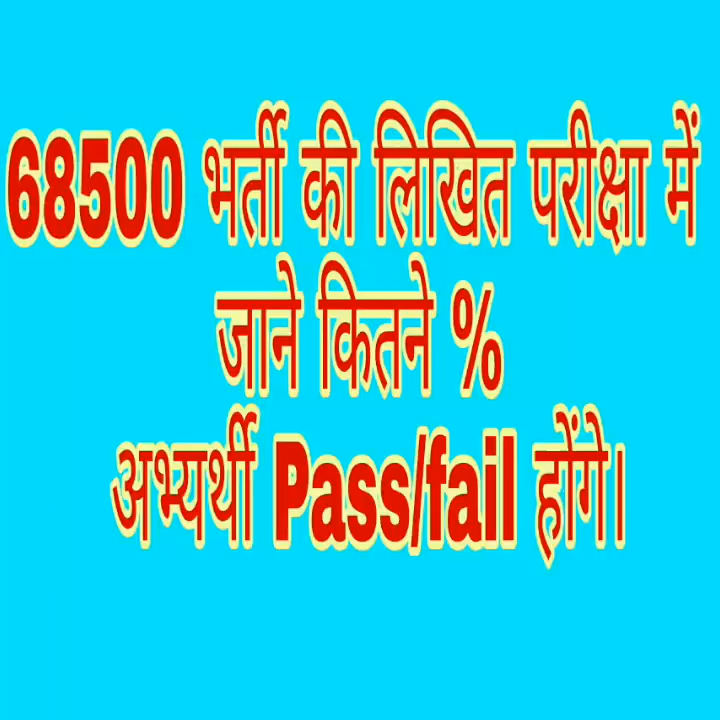 68500 भर्ती की लिखित परीक्षा में
जाने कितने %
अभ्यर्थी Pass/fail होंगे।